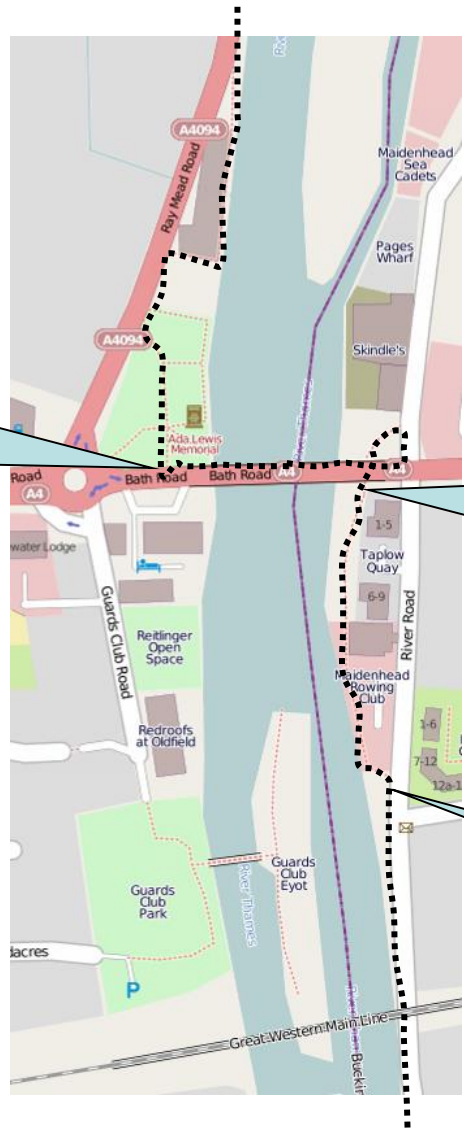 A4094
Ray Mead Road
Maidenhead
Sea
Cadets
Pages
Wharf
A4094
Skindle's
Ada Lewis
Memorial
River Thames
Road
Bath Road
Bath Road
A4
A4
A4
1-5
Taplow
Quay
6-9
River Road
Guards Club Road
Reitlinger
Open
Space
Maidenhead
Rowing
Club
Redroofs
at Oldfield
1-6
7-12
Guards
Club
Eyot
Guards
Club
Park
River Thames
P
Great Western Main Line